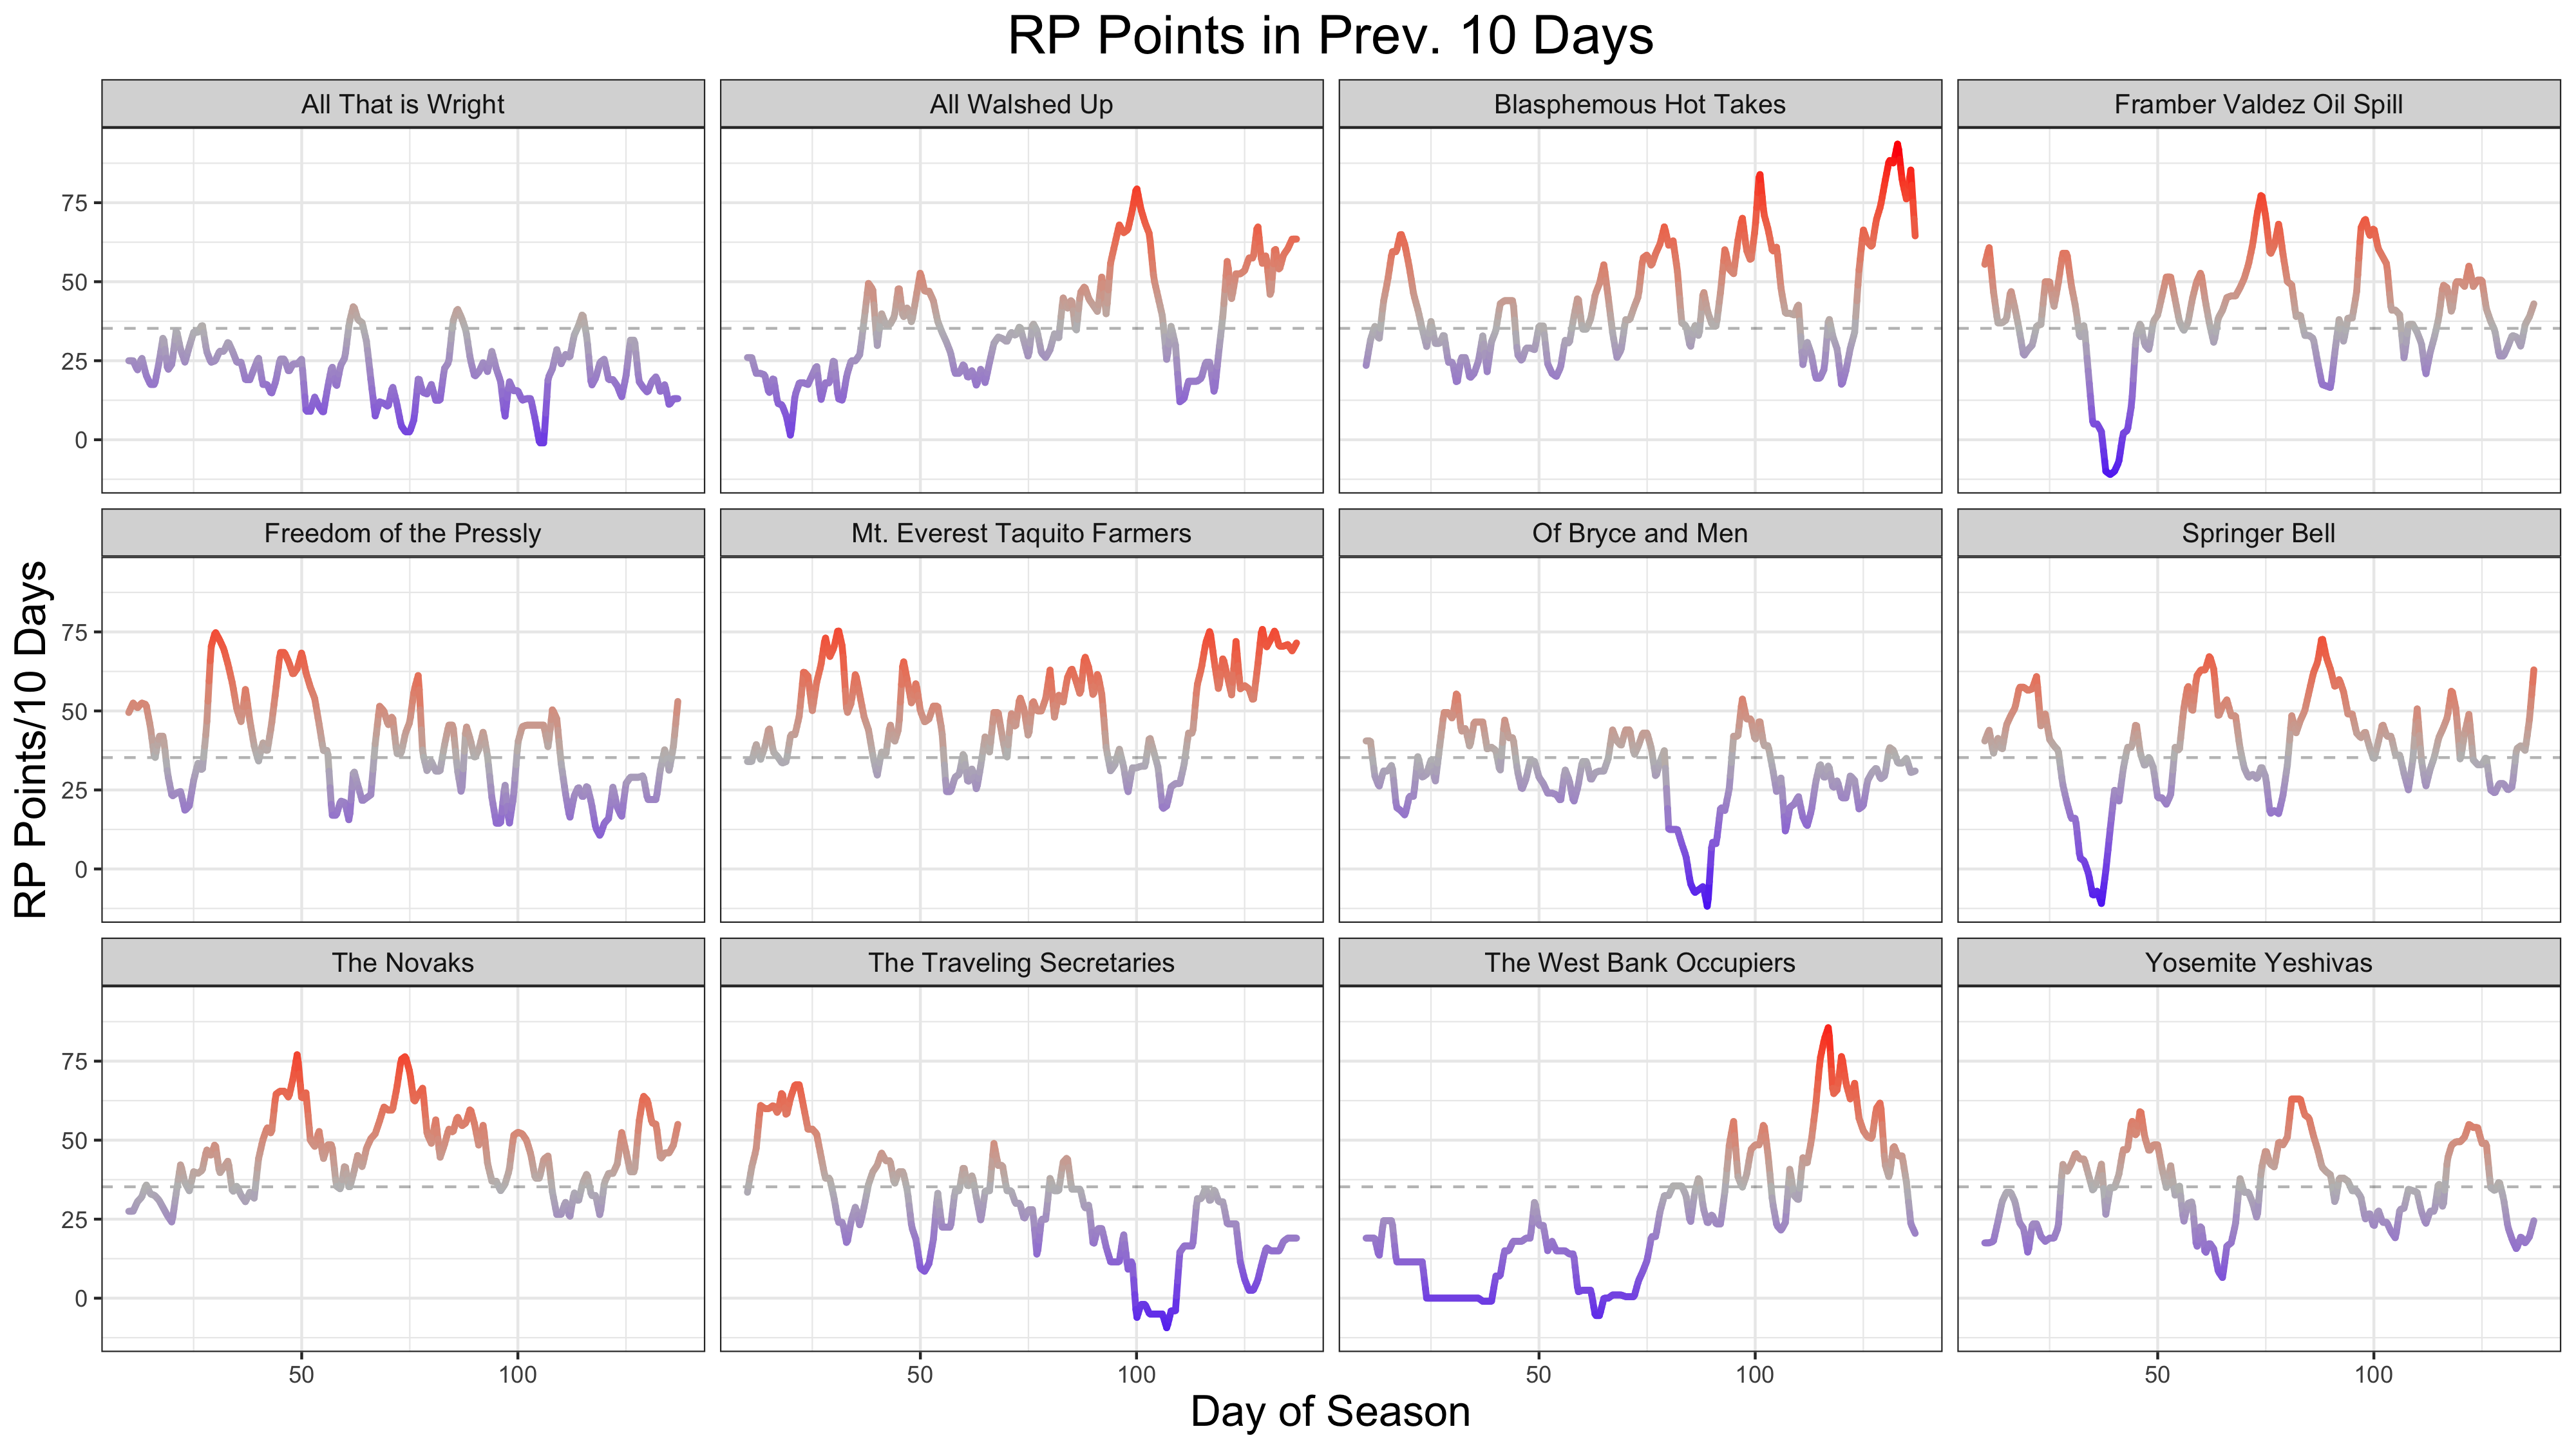 RP Points in Prev. 10 Days
All That is Wright
All Walshed Up
Blasphemous Hot Takes
Framber Valdez Oil Spill
75
50
25
0
Freedom of the Pressly
Mt. Everest Taquito Farmers
Of Bryce and Men
Springer Bell
75
50
25
0
RP Points/10 Days
The Novaks
The Traveling Secretaries
The West Bank Occupiers
Yosemite Yeshivas
75
50
25
0
50 100 50 100 50 100 50 100
Day of Season